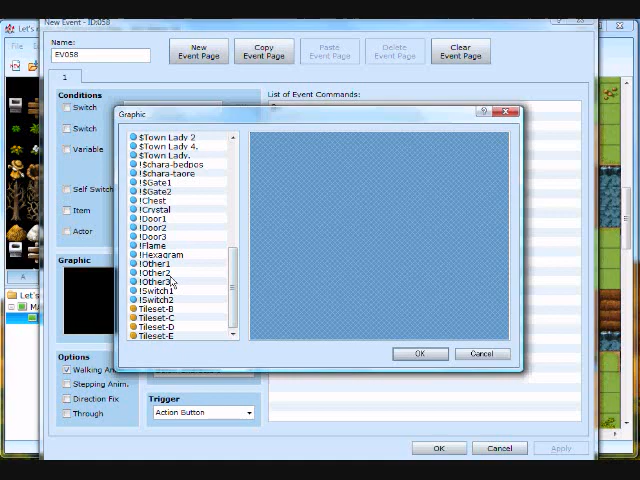 Let's
New Event - ID:058
File
Name:
EV058
New
Event Page
Copy
Event Page
Paste
Event Page
Delete
Event Page
Clear
Event Page
1
Conditions
Switch
Switch
Variable
Self Switch
Item
Actor
List of Event Commands:
Graphic
$Town Lady 2
$Town Lady 4.
$Town Lady.
!$chara-bedpos
!$chara-taore
!$Gate1
!$Gate2
!Chest
!Crystal
!Door1
!Door2
!Door3
!Flame
!Hexagram
!Other1
!Other2
!Other3
!Switch1
!Switch2
Tileset-B
Tileset-C
Tileset-D
Tileset-E
OK
Cancel
A
Let's
Graphic
Options
Walking An
Stepping Anim.
Direction Fix
Through
Trigger
Action Button
OK
Cancel
Apply